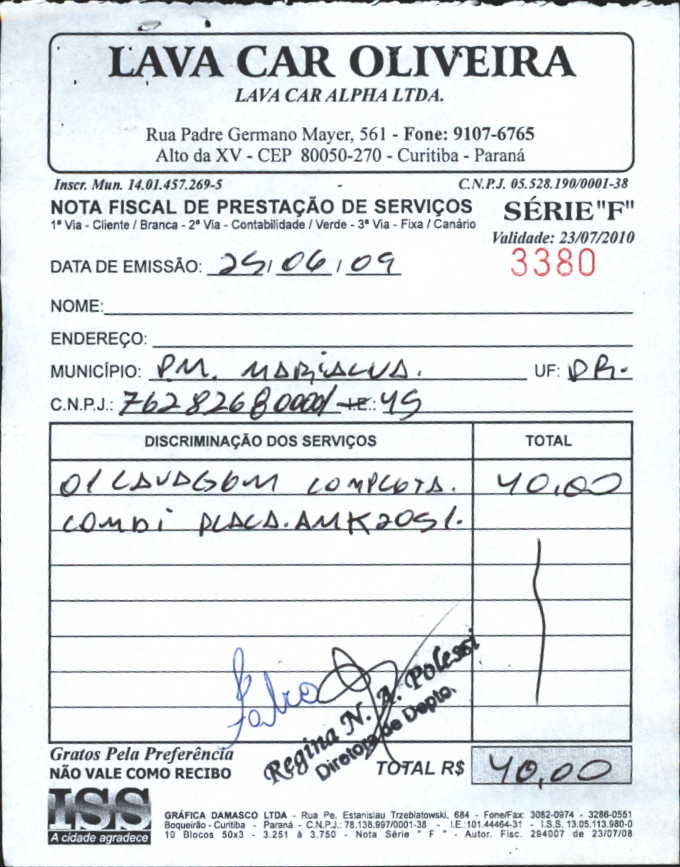 LAVA CAR OLIVEIRA
LAVA CAR ALPHA LTDA.
Rua Padre Germano Mayer, 561 - Fone: 9107-6765
Alto da XV - CEP 80050-270 - Curitiba - Paraná
Inscr. Mun. 14.01.457.269-5 - C.N.P.J. 05.528.190/0001-38
NOTA FISCAL DE PRESTAÇÃO DE SERVIÇOS SÉRIE "F"
1ª Via - Cliente / Branca - 2ª Via - Contabilidade / Verde - 3ª Via - Fixa / Canário
Validade: 23/07/2010
DATA DE EMISSÃO: 25/06/09 3380
NOME:
ENDEREÇO:
MUNICÍPIO: P.M. MARIALVA. UF: PR.
C.N.P.J.: 76282680000/ I.E.: 45
DISCRIMINAÇÃO DOS SERVIÇOS TOTAL
01 LAVAGEM COMPLETA. 40,00
COMBI PLACA. AMK2051.
Fabio
Regina N. A. Polessi
Diretora de Depto.
Gratos Pela Preferência
NÃO VALE COMO RECIBO
TOTAL R$ 40,00
ISS
A cidade agradece
GRÁFICA DAMASCO LTDA - Rua Pe. Estanislau Trzebiatowski, 684 - Fone/Fax: 3082-0974 - 3286-0551
Boqueirão - Curitiba - Paraná - C.N.P.J.: 78.138.997/0001-38 - I.E.:101.44464-31 - I.S.S. 13.05.113.980-0
10 Blocos 50x3 - 3.251 à 3.750 - Nota Série " F " - Autor. Fisc. 294007 de 23/07/08